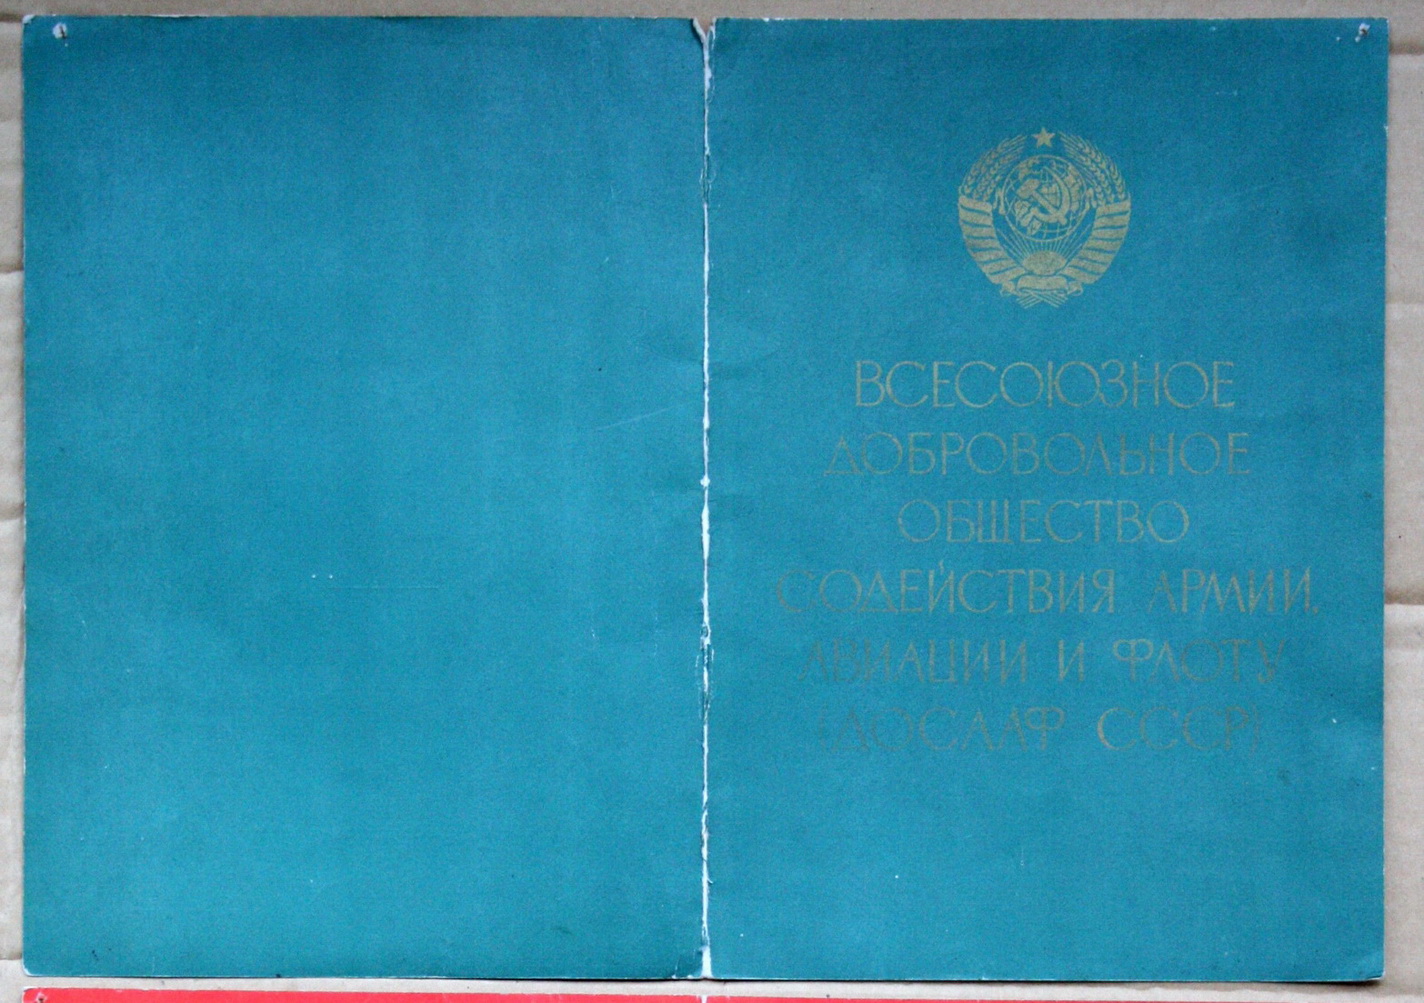 ВСЕСОЮЗНОЕ
ДОБРОВОЛЬНОЕ
ОБЩЕСТВО
СОДЕЙСТВИЯ АРМИИ,
АВИАЦИИ И ФЛОТУ
(ДОСААФ СССР)